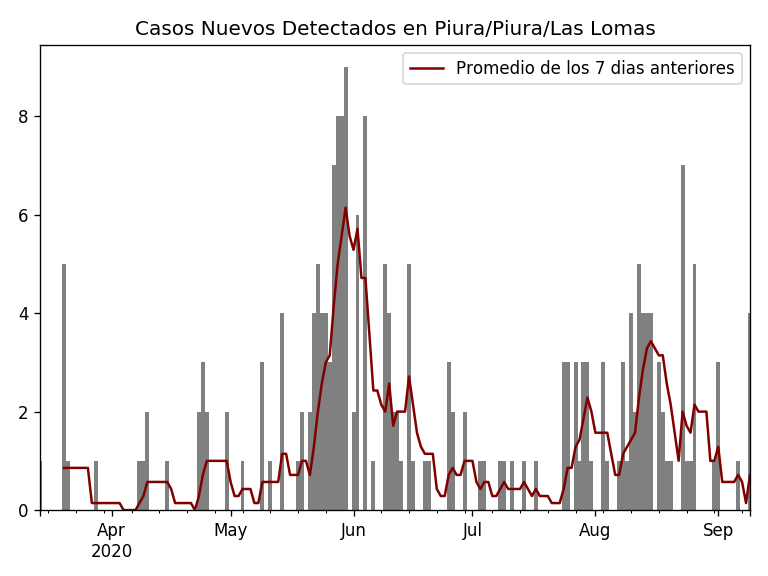 Casos Nuevos Detectados en Piura/Piura/Las Lomas
Promedio de los 7 dias anteriores
8
6
4
2
0
Apr May Jun Jul Aug Sep
2020